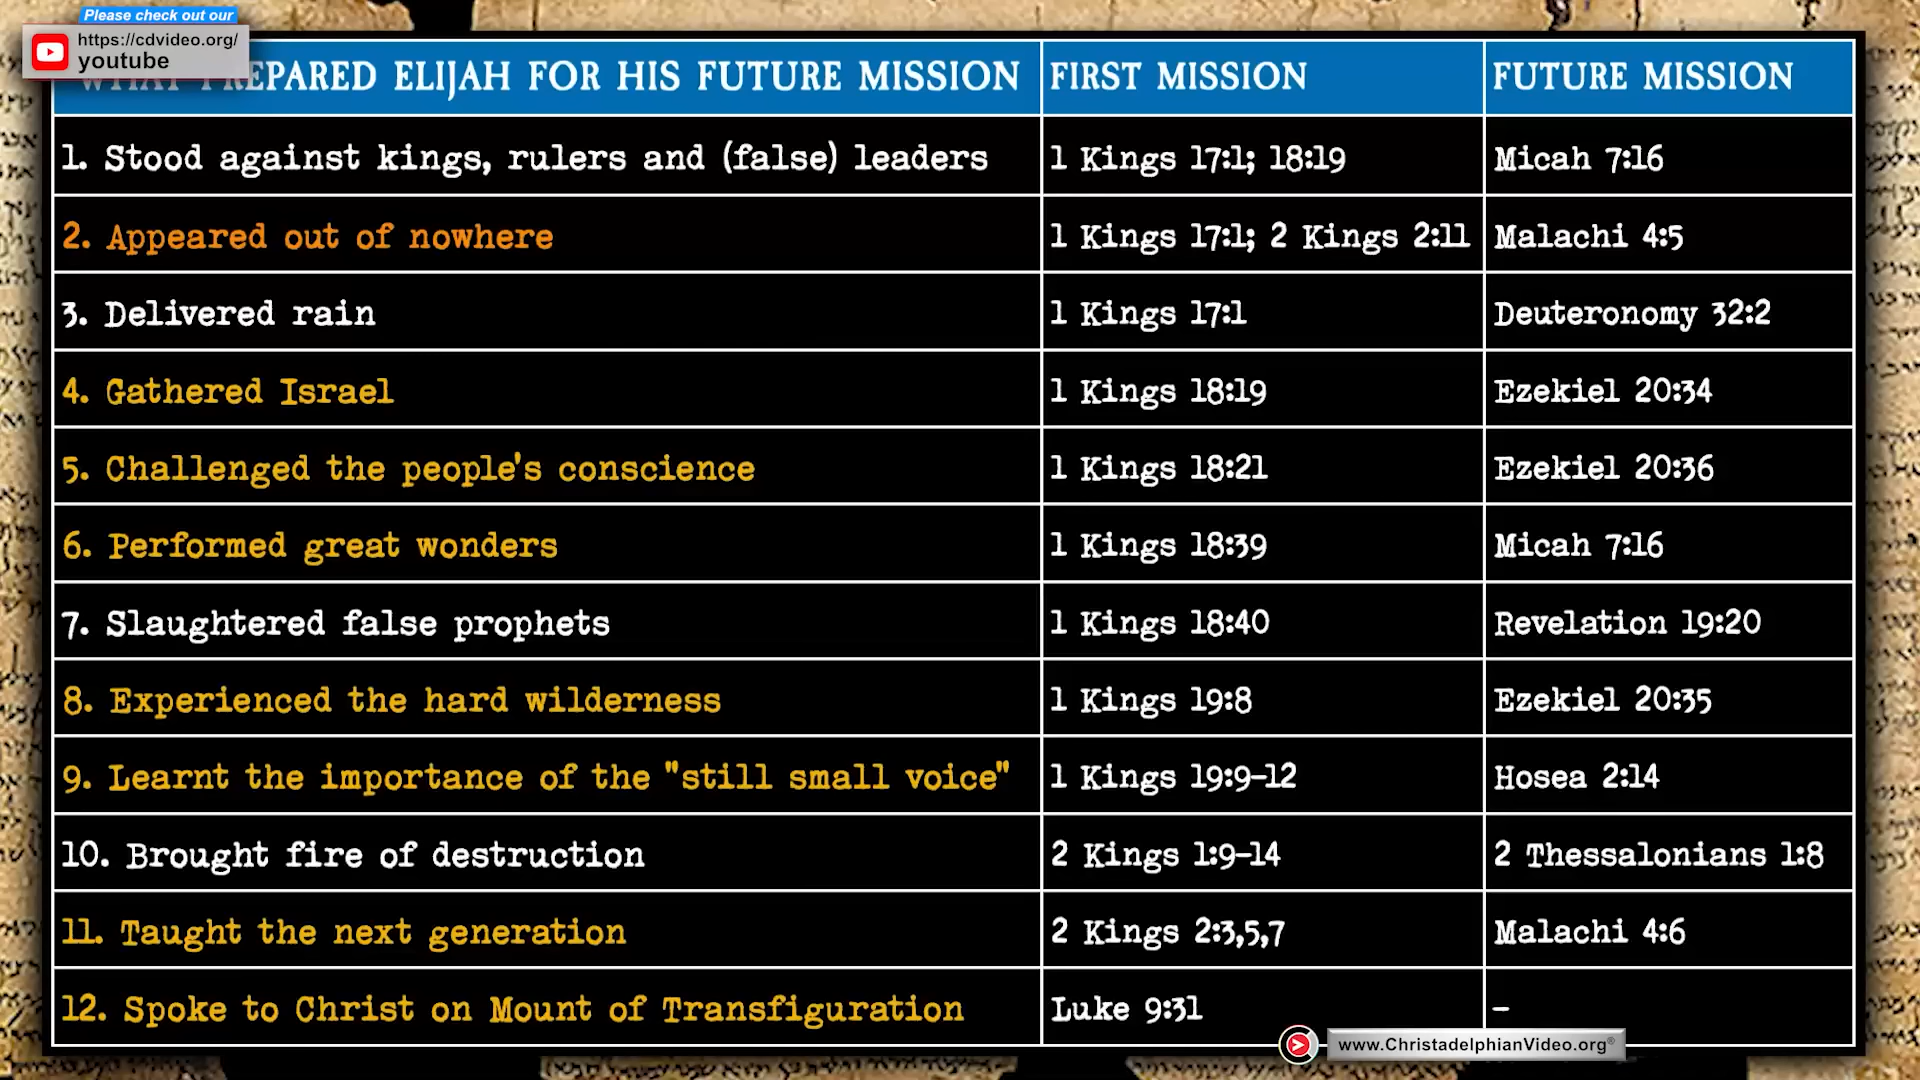 Please check out our
https://cdvideo.org/
youtube
WHAT PREPARED ELIJAH FOR HIS FUTURE MISSION FIRST MISSION FUTURE MISSION
1. Stood against kings, rulers and (false) leaders 1 Kings 17:1; 18:19 Micah 7:16
2. Appeared out of nowhere 1 Kings 17:1; 2 Kings 2:11 Malachi 4:5
3. Delivered rain 1 Kings 17:1 Deuteronomy 32:2
4. Gathered Israel 1 Kings 18:19 Ezekiel 20:34
5. Challenged the people's conscience 1 Kings 18:21 Ezekiel 20:36
6. Performed great wonders 1 Kings 18:39 Micah 7:16
7. Slaughtered false prophets 1 Kings 18:40 Revelation 19:20
8. Experienced the hard wilderness 1 Kings 19:8 Ezekiel 20:35
9. Learnt the importance of the "still small voice" 1 Kings 19:9-12 Hosea 2:14
10. Brought fire of destruction 2 Kings 1:9-14 2 Thessalonians 1:8
11. Taught the next generation 2 Kings 2:3,5,7 Malachi 4:6
12. Spoke to Christ on Mount of Transfiguration Luke 9:31 -
www.ChristadelphianVideo.org®